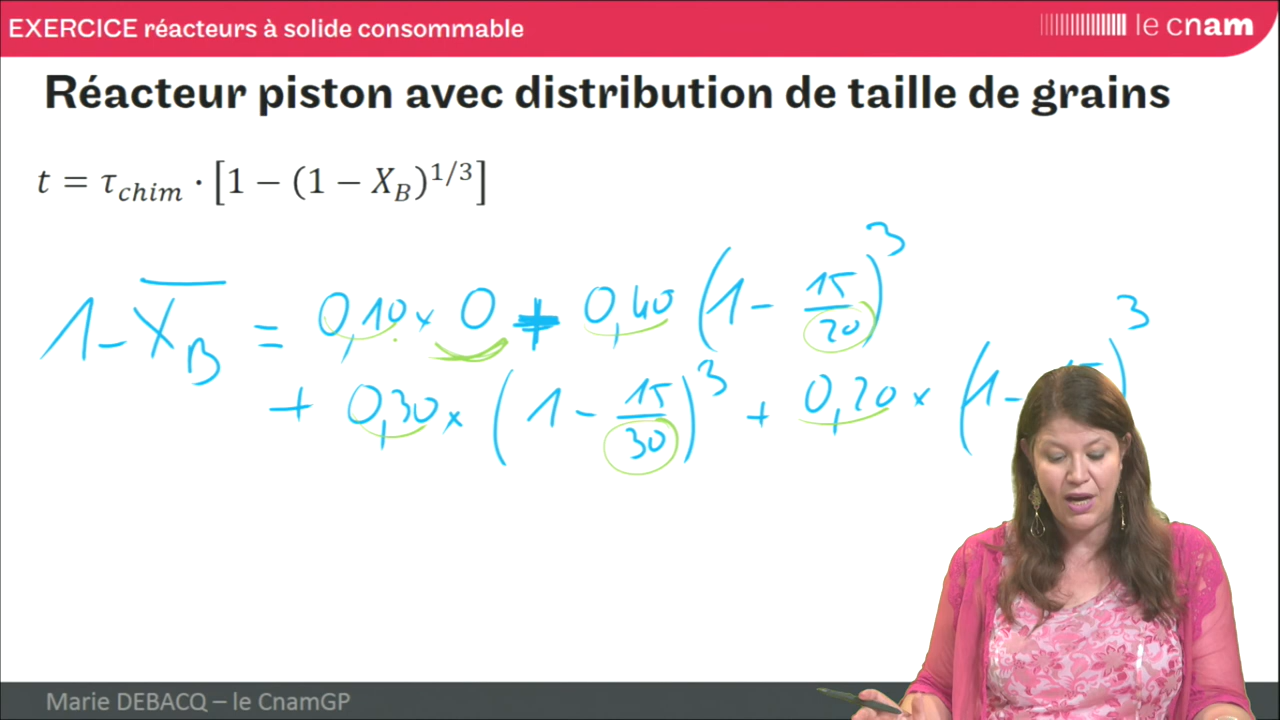 EXERCICE réacteurs à solide consommable
le cnam
Réacteur piston avec distribution de taille de grains
t = τ_chim · [1 − (1 − X_B)^{1/3}]
1 − X̅_B = 0,10 × 0 + 0,40 (1 − 15/20)^3
+ 0,30 × (1 − 15/30)^3 + 0,20 × (1 − )^3
Marie DEBACQ – le CnamGP